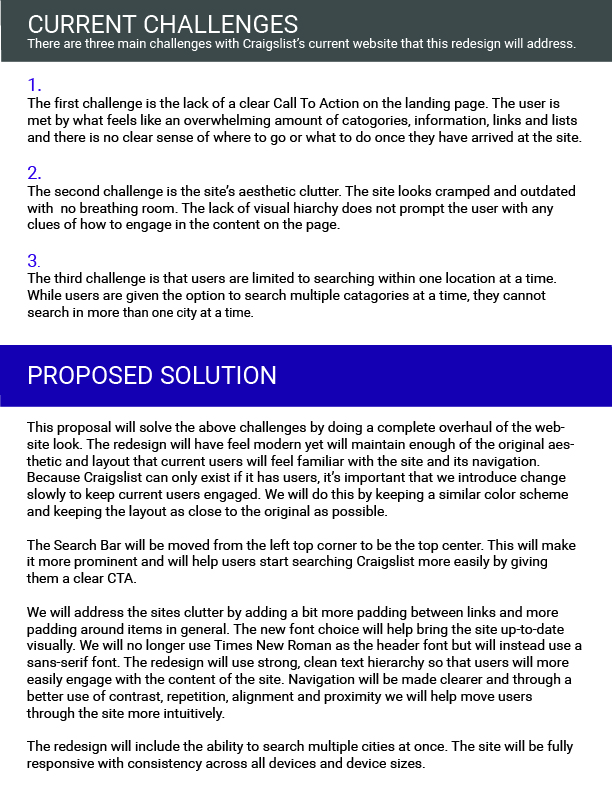 CURRENT CHALLENGES
There are three main challenges with Craigslist's current website that this redesign will address.
1.
The first challenge is the lack of a clear Call To Action on the landing page. The user is
met by what feels like an overwhelming amount of catogories, information, links and lists
and there is no clear sense of where to go or what to do once they have arrived at the site.
2.
The second challenge is the site's aesthetic clutter. The site looks cramped and outdated
with  no breathing room. The lack of visual hiarchy does not prompt the user with any
clues of how to engage in the content on the page.
3.
The third challenge is that users are limited to searching within one location at a time.
While users are given the option to search multiple catagories at a time, they cannot
search in more than one city at a time.
PROPOSED SOLUTION
This proposal will solve the above challenges by doing a complete overhaul of the web-
site look. The redesign will have feel modern yet will maintain enough of the original aes-
thetic and layout that current users will feel familiar with the site and its navigation.
Because Craigslist can only exist if it has users, it's important that we introduce change
slowly to keep current users engaged. We will do this by keeping a similar color scheme
and keeping the layout as close to the original as possible.
The Search Bar will be moved from the left top corner to be the top center. This will make
it more prominent and will help users start searching Craigslist more easily by giving
them a clear CTA.
We will address the sites clutter by adding a bit more padding between links and more
padding around items in general. The new font choice will help bring the site up-to-date
visually. We will no longer use Times New Roman as the header font but will instead use a
sans-serif font. The redesign will use strong, clean text hierarchy so that users will more
easily engage with the content of the site. Navigation will be made clearer and through a
better use of contrast, repetition, alignment and proximity we will help move users
through the site more intuitively.
The redesign will include the ability to search multiple cities at once. The site will be fully
responsive with consistency across all devices and device sizes.